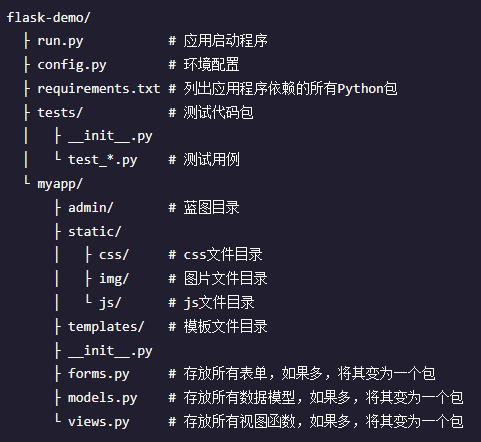 flask-demo/
├ run.py # 应用启动程序
├ config.py # 环境配置
├ requirements.txt # 列出应用程序依赖的所有Python包
├ tests/ # 测试代码包
│ ├ __init__.py
│ └ test_*.py # 测试用例
└ myapp/
├ admin/ # 蓝图目录
├ static/
│ ├ css/ # css文件目录
│ ├ img/ # 图片文件目录
│ └ js/ # js文件目录
├ templates/ # 模板文件目录
├ __init__.py
├ forms.py # 存放所有表单，如果多，将其变为一个包
├ models.py # 存放所有数据模型，如果多，将其变为一个包
└ views.py # 存放所有视图函数，如果多，将其变为一个包